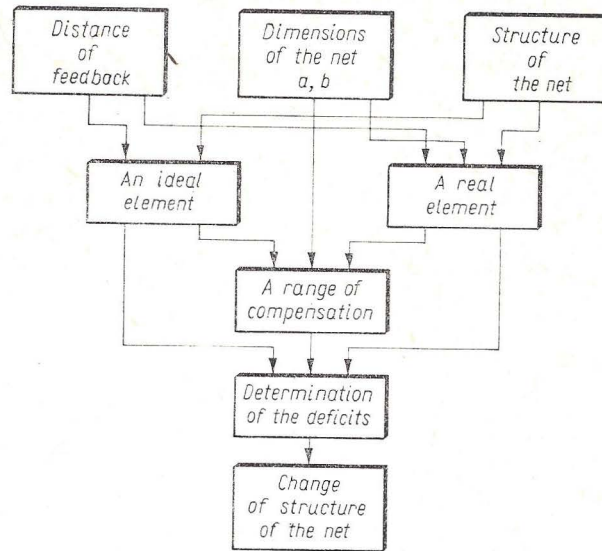 Distance
of
feedback
Dimensions
of the net
a, b
Structure
of
the net
An ideal
element
A real
element
A range of
compensation
Determination
of the deficits
Change
of structure
of the net